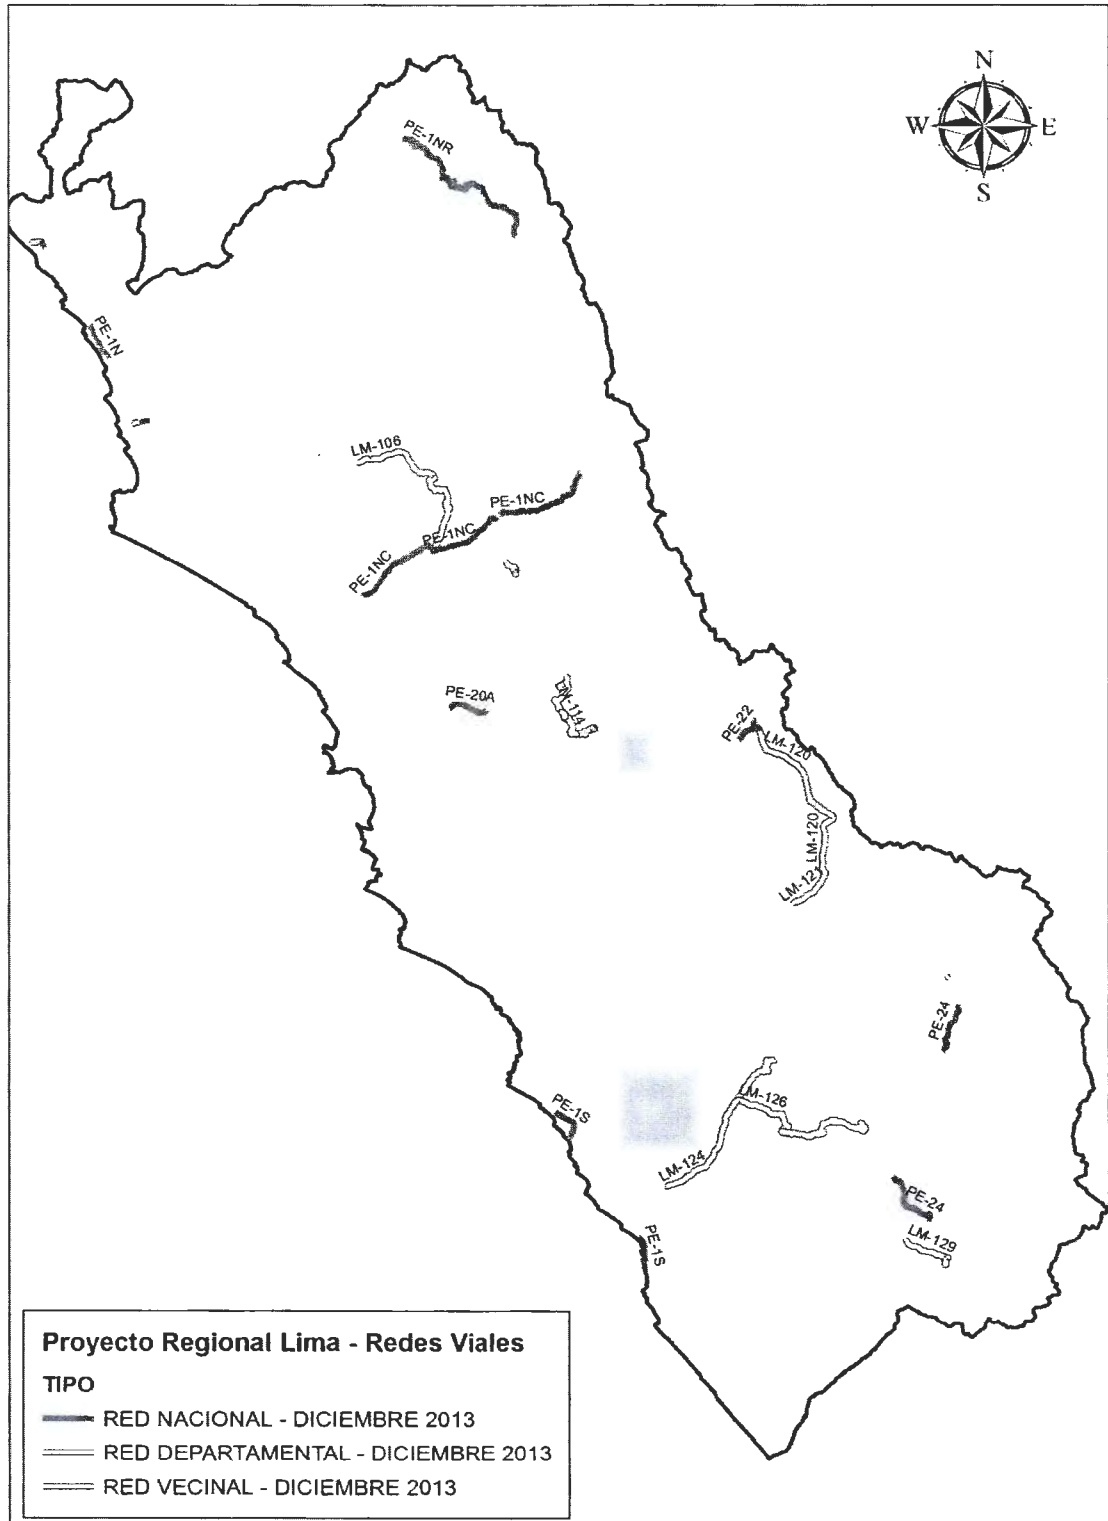 N
W E
S
PE-1NR
PE-1N
LM-106
PE-1NC
PE-1NC
PE-1NC
PE-20A
LM-114
PE-22
LM-120
LM-120
LM-121
PE-24
PE-1S
LM-126
LM-124
PE-24
LM-129
PE-1S
Proyecto Regional Lima - Redes Viales
TIPO
RED NACIONAL - DICIEMBRE 2013
RED DEPARTAMENTAL - DICIEMBRE 2013
RED VECINAL - DICIEMBRE 2013